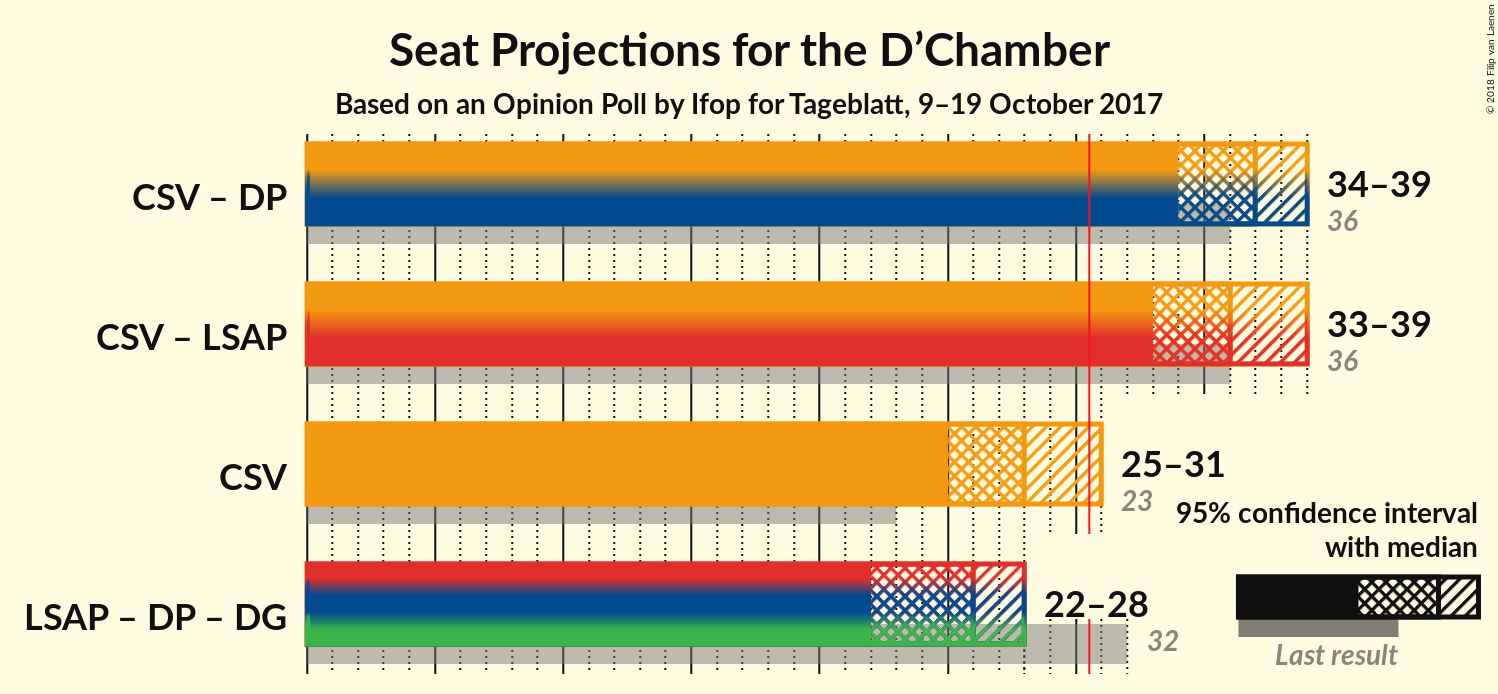 Seat Projections for the D’Chamber
Based on an Opinion Poll by Ifop for Tageblatt, 9–19 October 2017
© 2018 Filip van Laenen
CSV – DP
34–39
36
CSV – LSAP
33–39
36
CSV
25–31
23
LSAP – DP – DG
22–28
32
95% confidence interval
with median
Last result